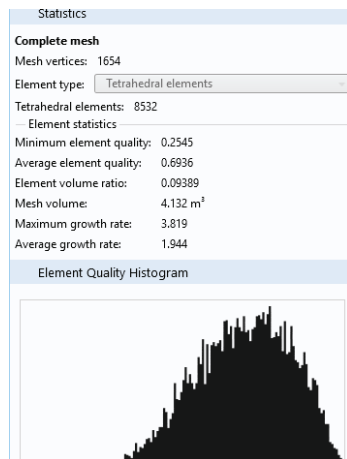 Statistics
Complete mesh
Mesh vertices: 1654
Element type: Tetrahedral elements
Tetrahedral elements: 8532
Element statistics
Minimum element quality: 0.2545
Average element quality: 0.6936
Element volume ratio: 0.09389
Mesh volume: 4.132 m³
Maximum growth rate: 3.819
Average growth rate: 1.944
Element Quality Histogram